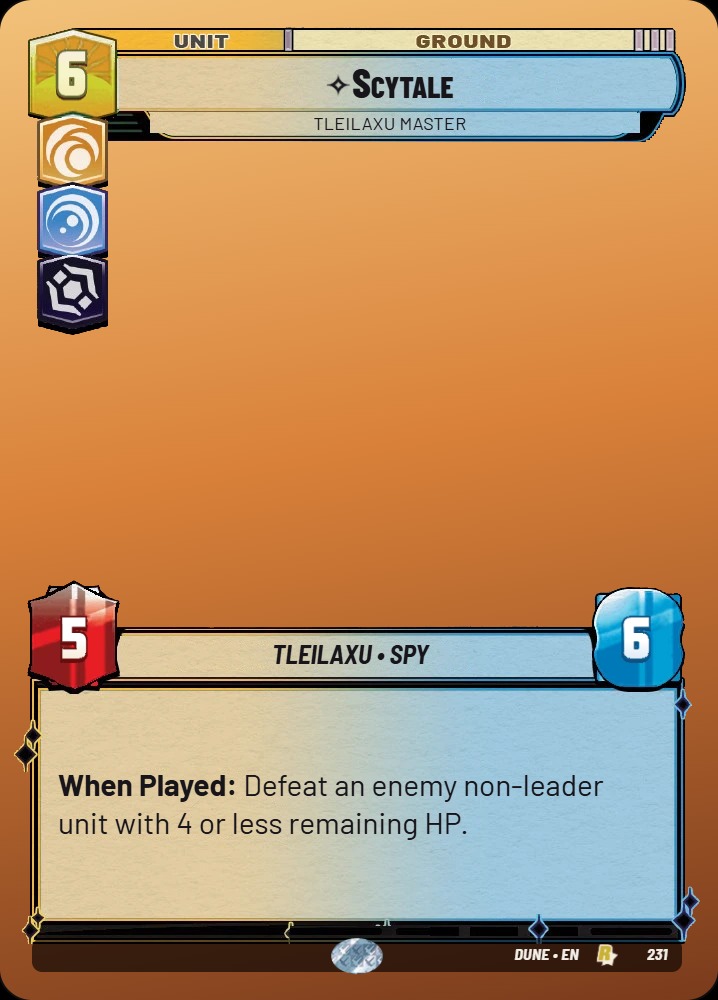 UNIT
GROUND
6
✧SCYTALE
TLEILAXU MASTER
5
TLEILAXU • SPY
6
When Played: Defeat an enemy non-leader
unit with 4 or less remaining HP.
DUNE • EN
R
231